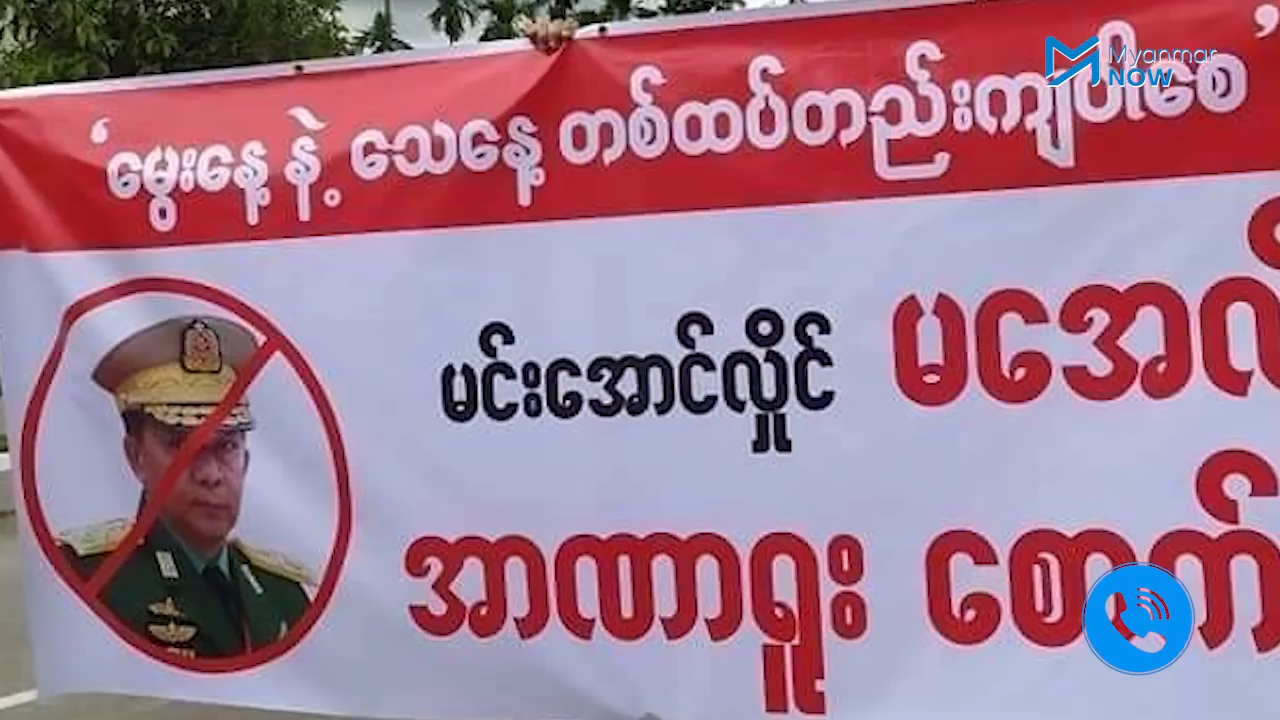 Myanmar
NOW
‘မွေးနေ့ နဲ့ သေနေ့ တစ်ထပ်တည်းကျပါစေ’
မင်းအောင်လှိုင်
အာဏာရူး